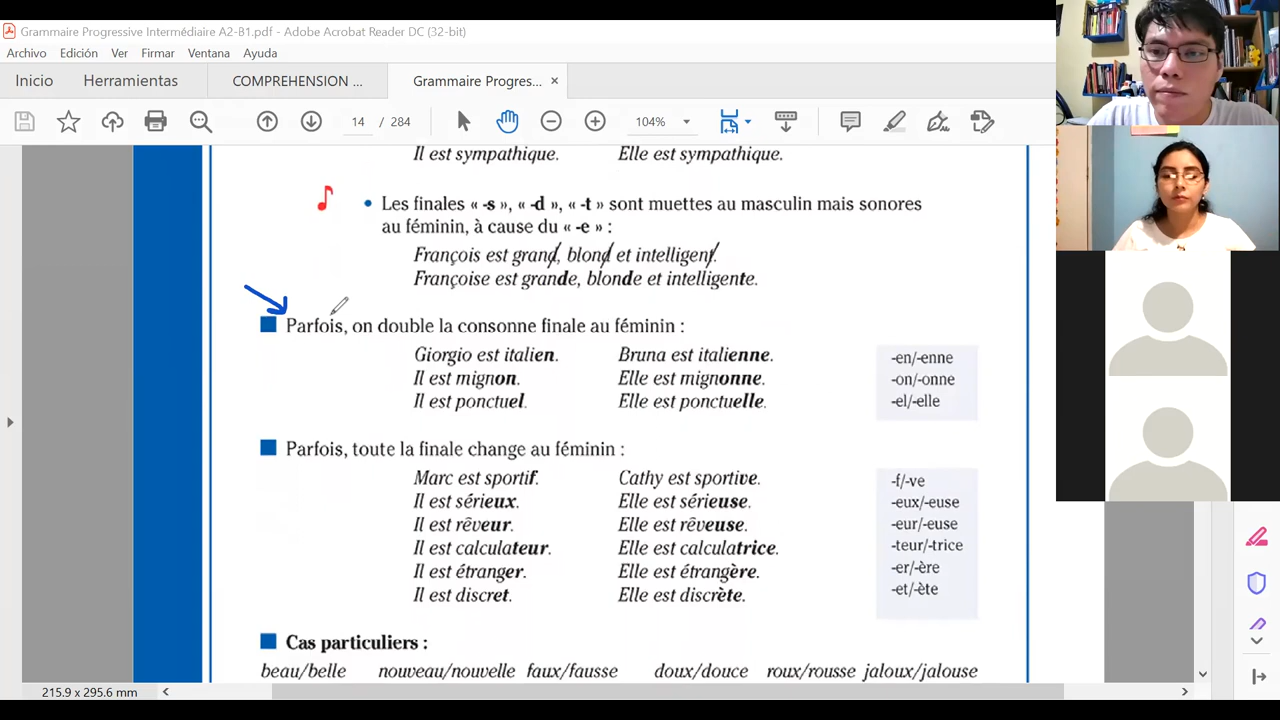 Grammaire Progressive Intermédiaire A2-B1.pdf - Adobe Acrobat Reader DC (32-bit)
Archivo Edición Ver Firmar Ventana Ayuda
Inicio Herramientas COMPREHENSION ... Grammaire Progres... ×
14 / 284 104%
Il est sympathique. Elle est sympathique.
• Les finales « -s », « -d », « -t » sont muettes au masculin mais sonores
au féminin, à cause du « -e » :
François est grand, blond et intelligent.
Françoise est grande, blonde et intelligente.
Parfois, on double la consonne finale au féminin :
Giorgio est italien. Bruna est italienne. -en/-enne
Il est mignon. Elle est mignonne. -on/-onne
Il est ponctuel. Elle est ponctuelle. -el/-elle
Parfois, toute la finale change au féminin :
Marc est sportif. Cathy est sportive. -f/-ve
Il est sérieux. Elle est sérieuse. -eux/-euse
Il est rêveur. Elle est rêveuse. -eur/-euse
Il est calculateur. Elle est calculatrice. -teur/-trice
Il est étranger. Elle est étrangère. -er/-ère
Il est discret. Elle est discrète. -et/-ète
Cas particuliers :
beau/belle nouveau/nouvelle faux/fausse doux/douce roux/rousse jaloux/jalouse
215.9 x 295.6 mm